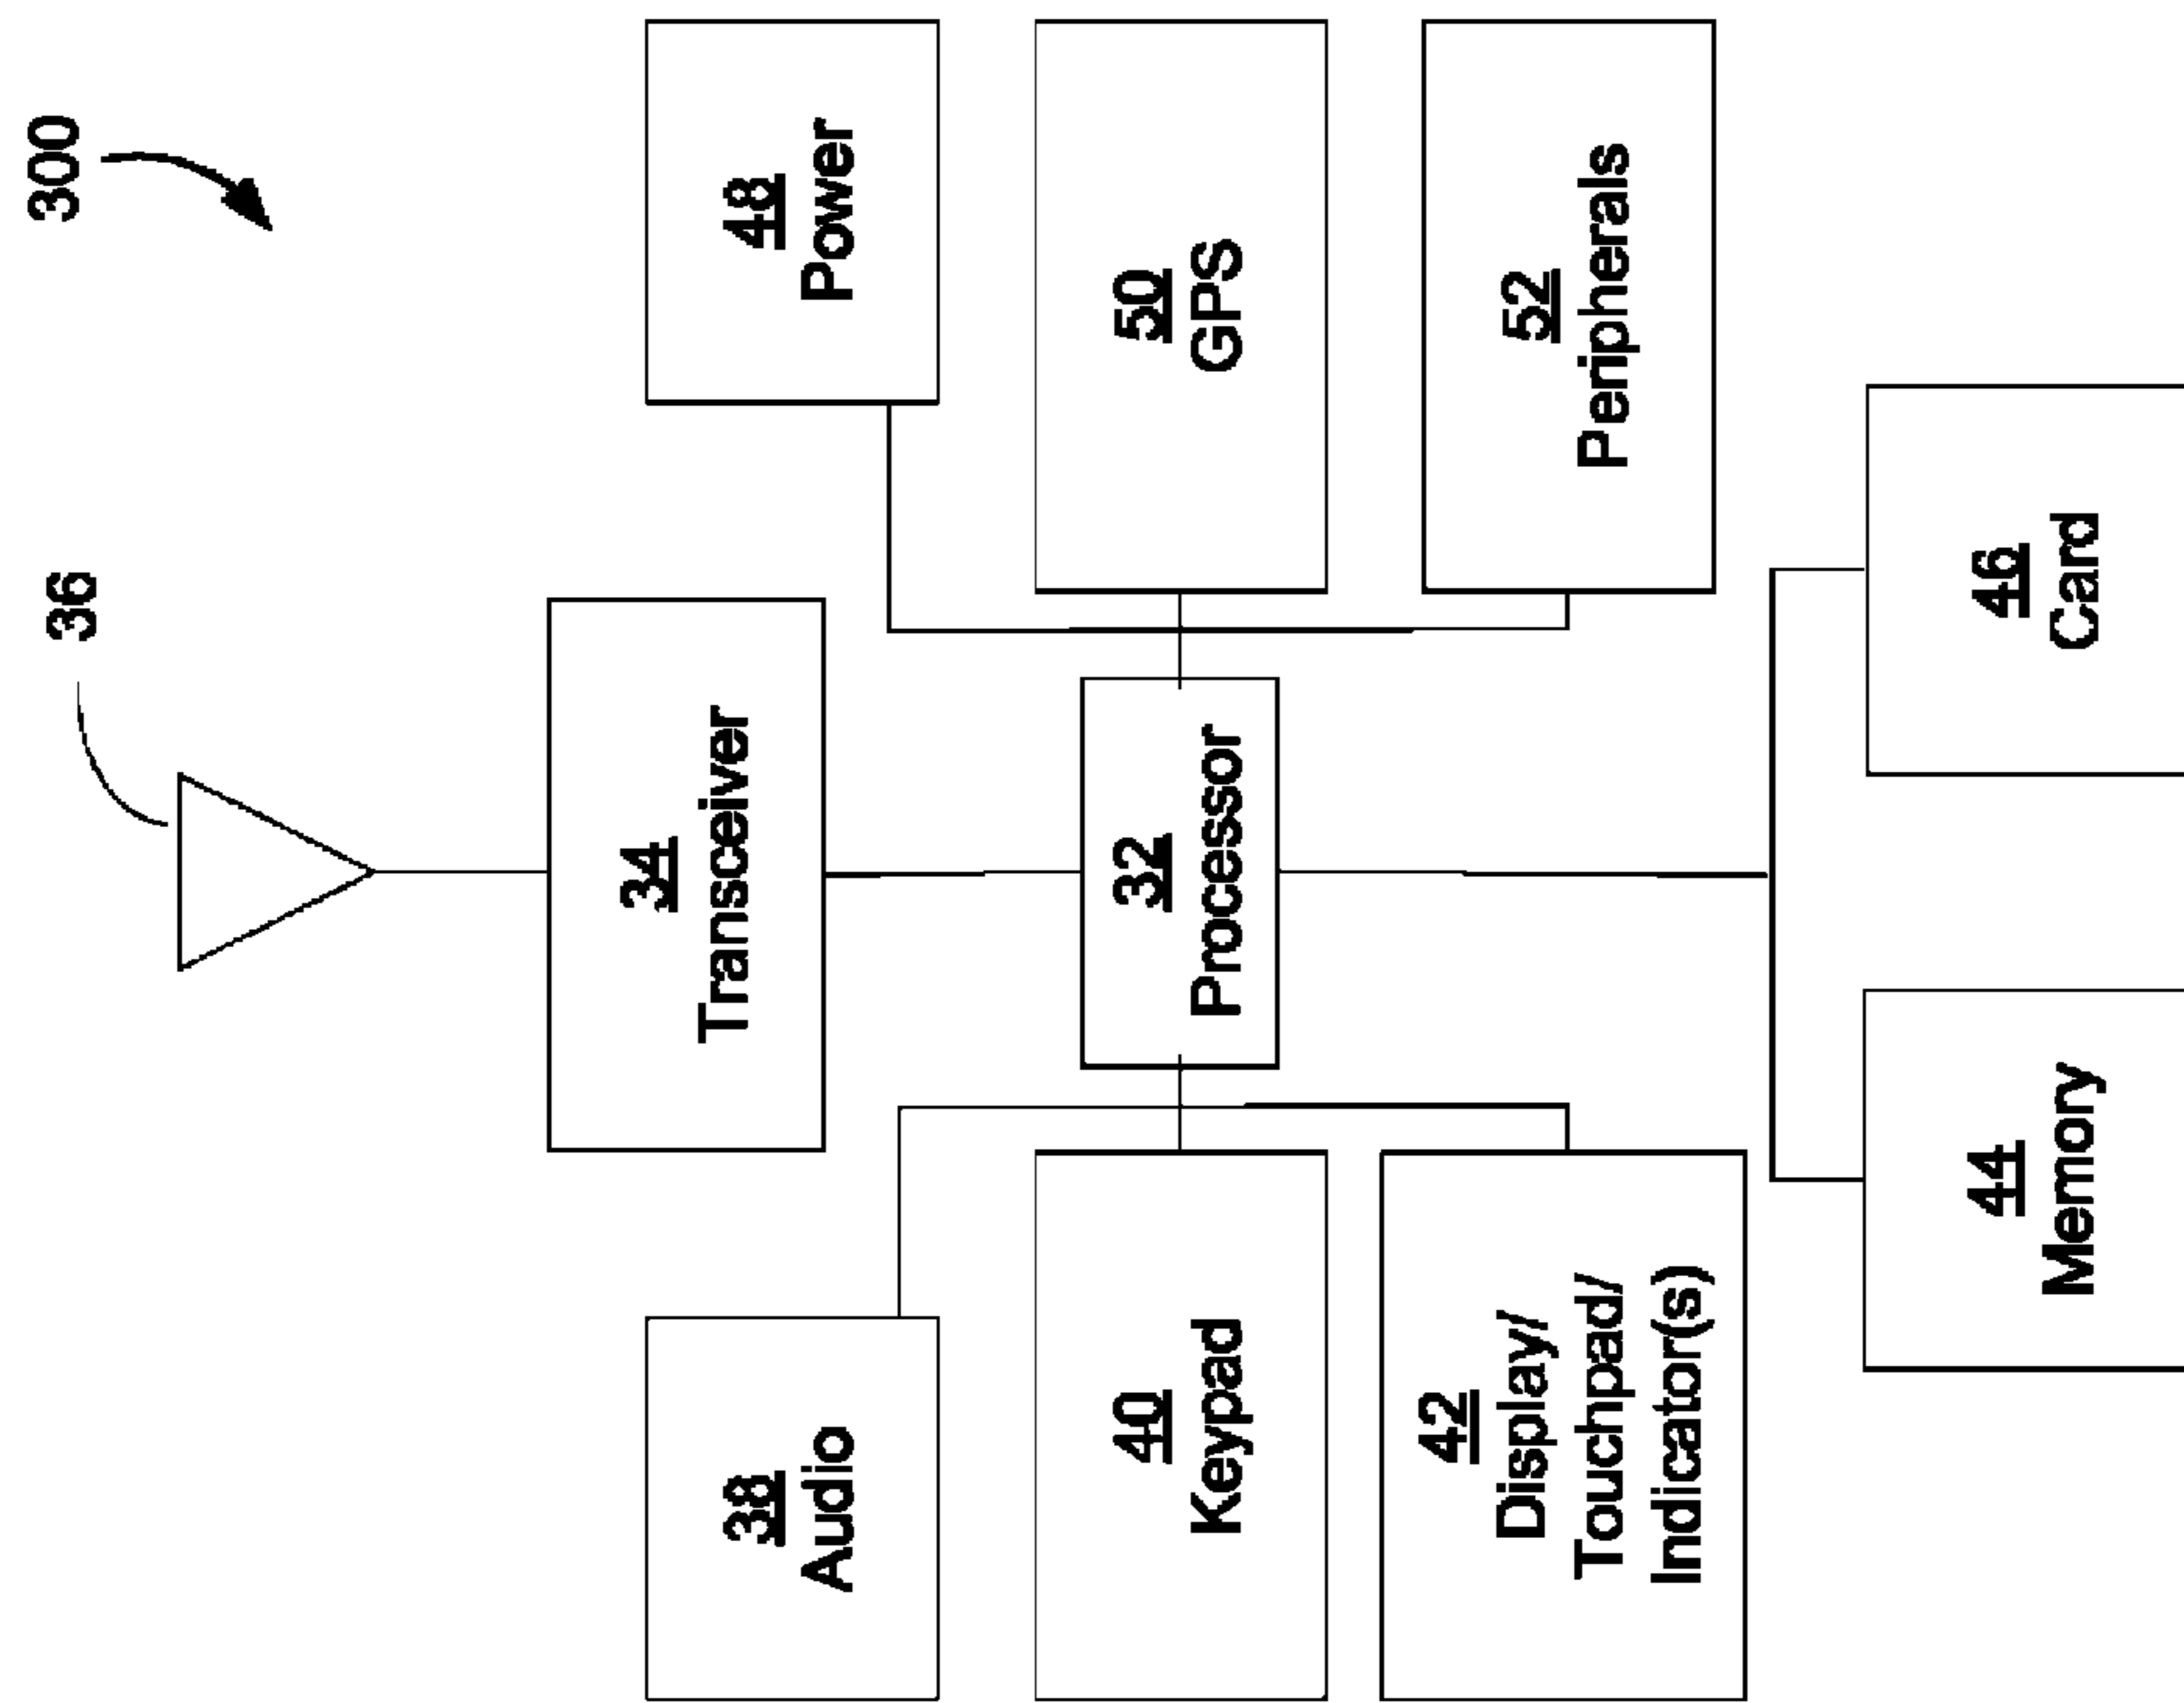 3000
36
34
Transceiver
38
Audio
48
Power
32
Processor
40
Keypad
50
GPS
42
Display/
Touchpad/
Indicator(s)
52
Peripherals
44
Memory
46
Card